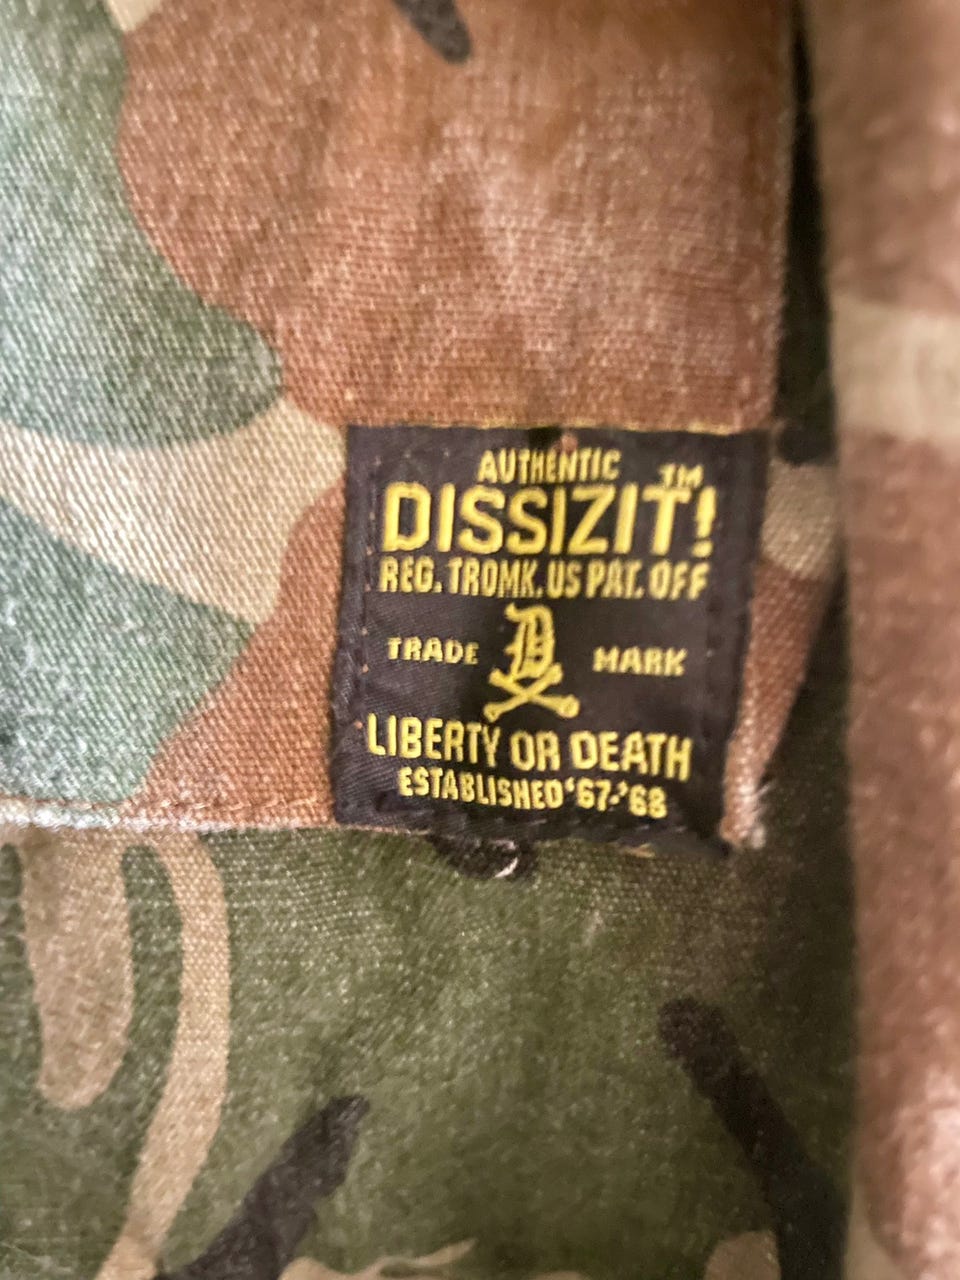 AUTHENTIC
DISSIZIT!™
REG. TRDMK. US PAT. OFF
TRADE D MARK
LIBERTY OR DEATH
ESTABLISHED '67-'68